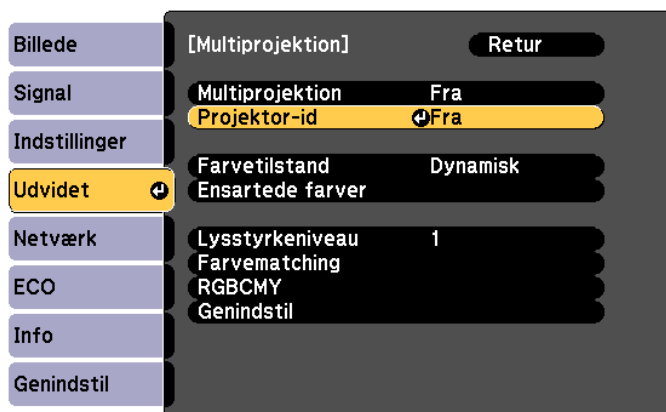 Billede
Signal
Indstillinger
Udvidet
Netværk
ECO
Info
Genindstil
[Multiprojektion] Retur
Multiprojektion Fra
Projektor-id Fra
Farvetilstand Dynamisk
Ensartede farver
Lysstyrkeniveau 1
Farvematching
RGBCMY
Genindstil